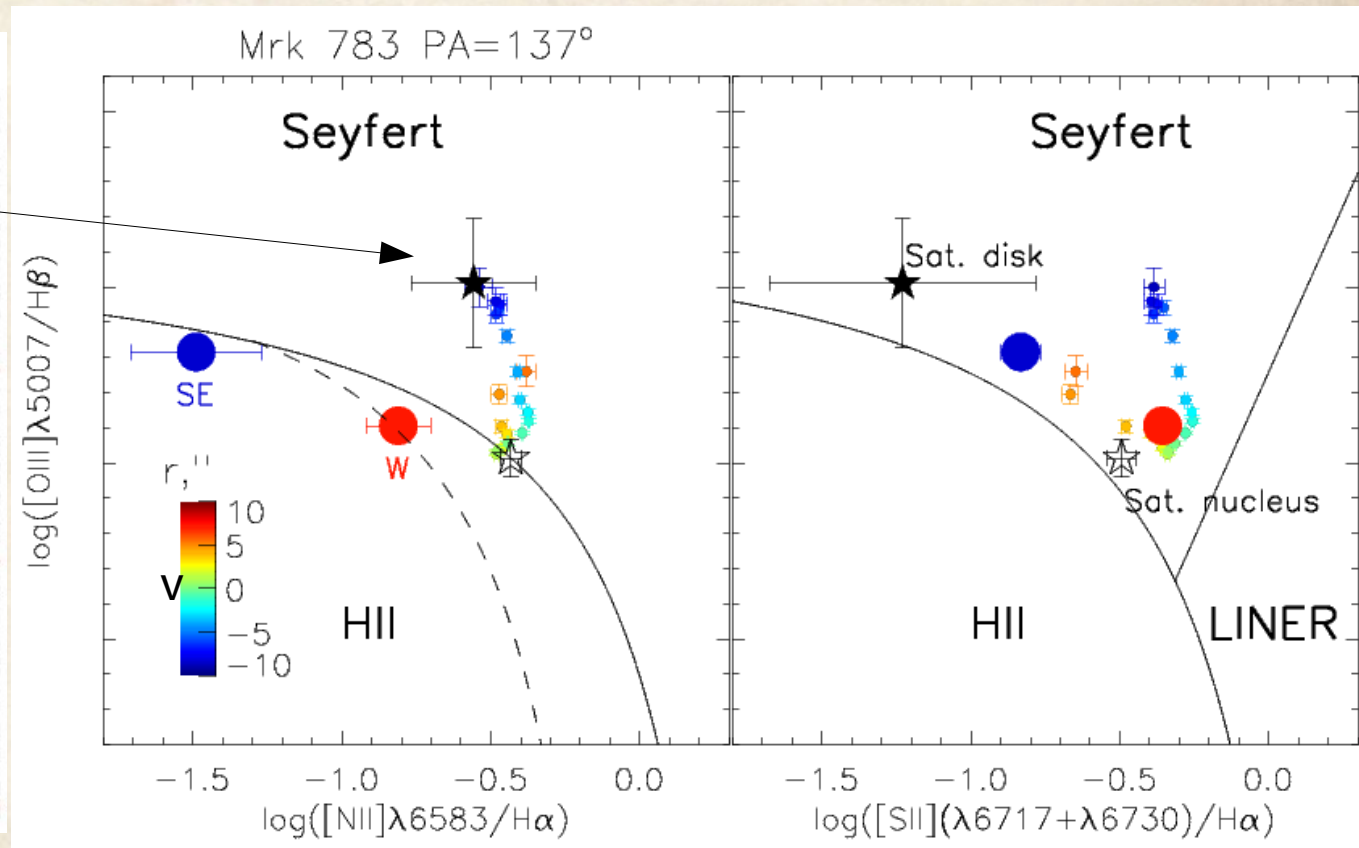 Mrk 783 PA=137°
Seyfert
Seyfert
Sat. disk
SE
W
Sat. nucleus
r,''
10
5
0
−5
−10
V
HII
HII
LINER
log([OIII]λ5007/Hβ)
−1.5 −1.0 −0.5 0.0
−1.5 −1.0 −0.5 0.0
log([NII]λ6583/Hα)
log([SII](λ6717+λ6730)/Hα)